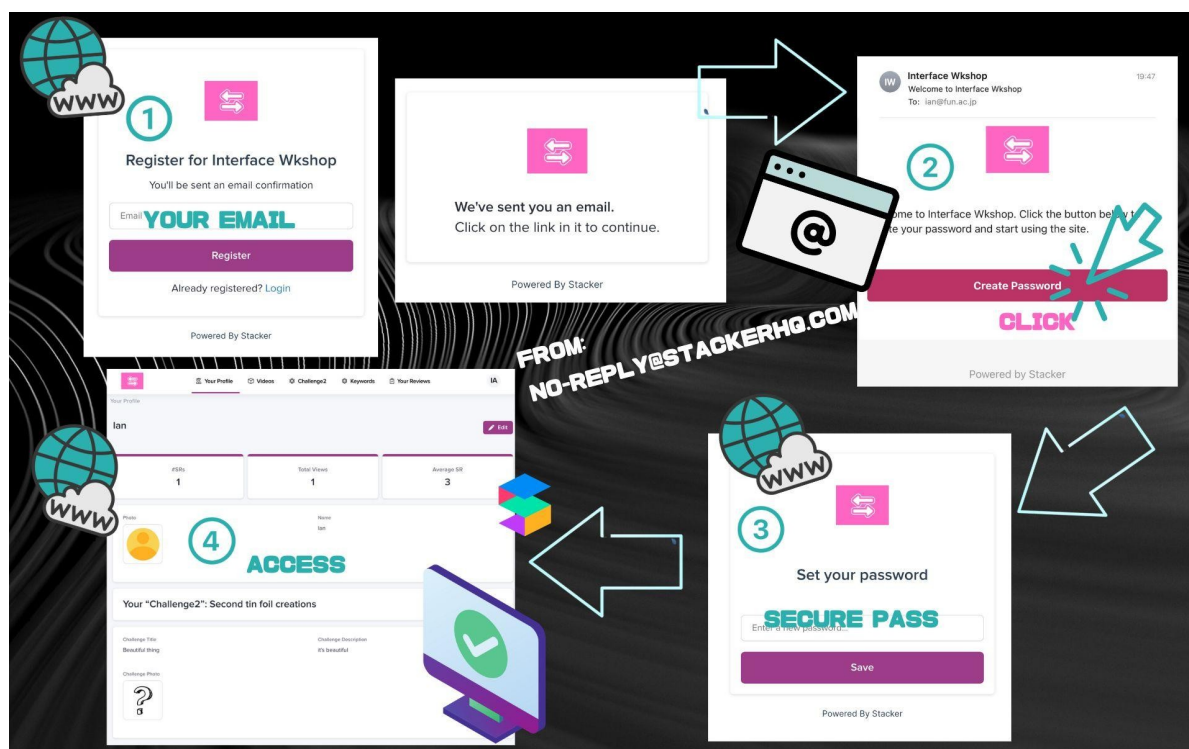 WWW
1
Register for Interface Wkshop
You'll be sent an email confirmation
Email
YOUR EMAIL
Register
Already registered? Login
Powered By Stacker
We've sent you an email.
Click on the link in it to continue.
Powered By Stacker
IW
Interface Wkshop
19:47
Welcome to Interface Wkshop
To: ian@fun.ac.jp
2
ome to Interface Wkshop. Click the button below to
te your password and start using the site.
@
Create Password
CLICK
Powered by Stacker
FROM:
NO-REPLY@STACKERHQ.COM
WWW
3
Set your password
Enter a new password...
SECURE PASS
Save
Powered By Stacker
Your Profile Videos Challenge2 Keywords Your Reviews IA
Your Profile
Ian
Edit
#SRs Total Views Average SR
1 1 3
WWW
Photo Name
Ian
4
ACCESS
Your "Challenge2": Second tin foil creations
Challenge Title Challenge Description
Beautiful thing It's beautiful
Challenge Photo
?